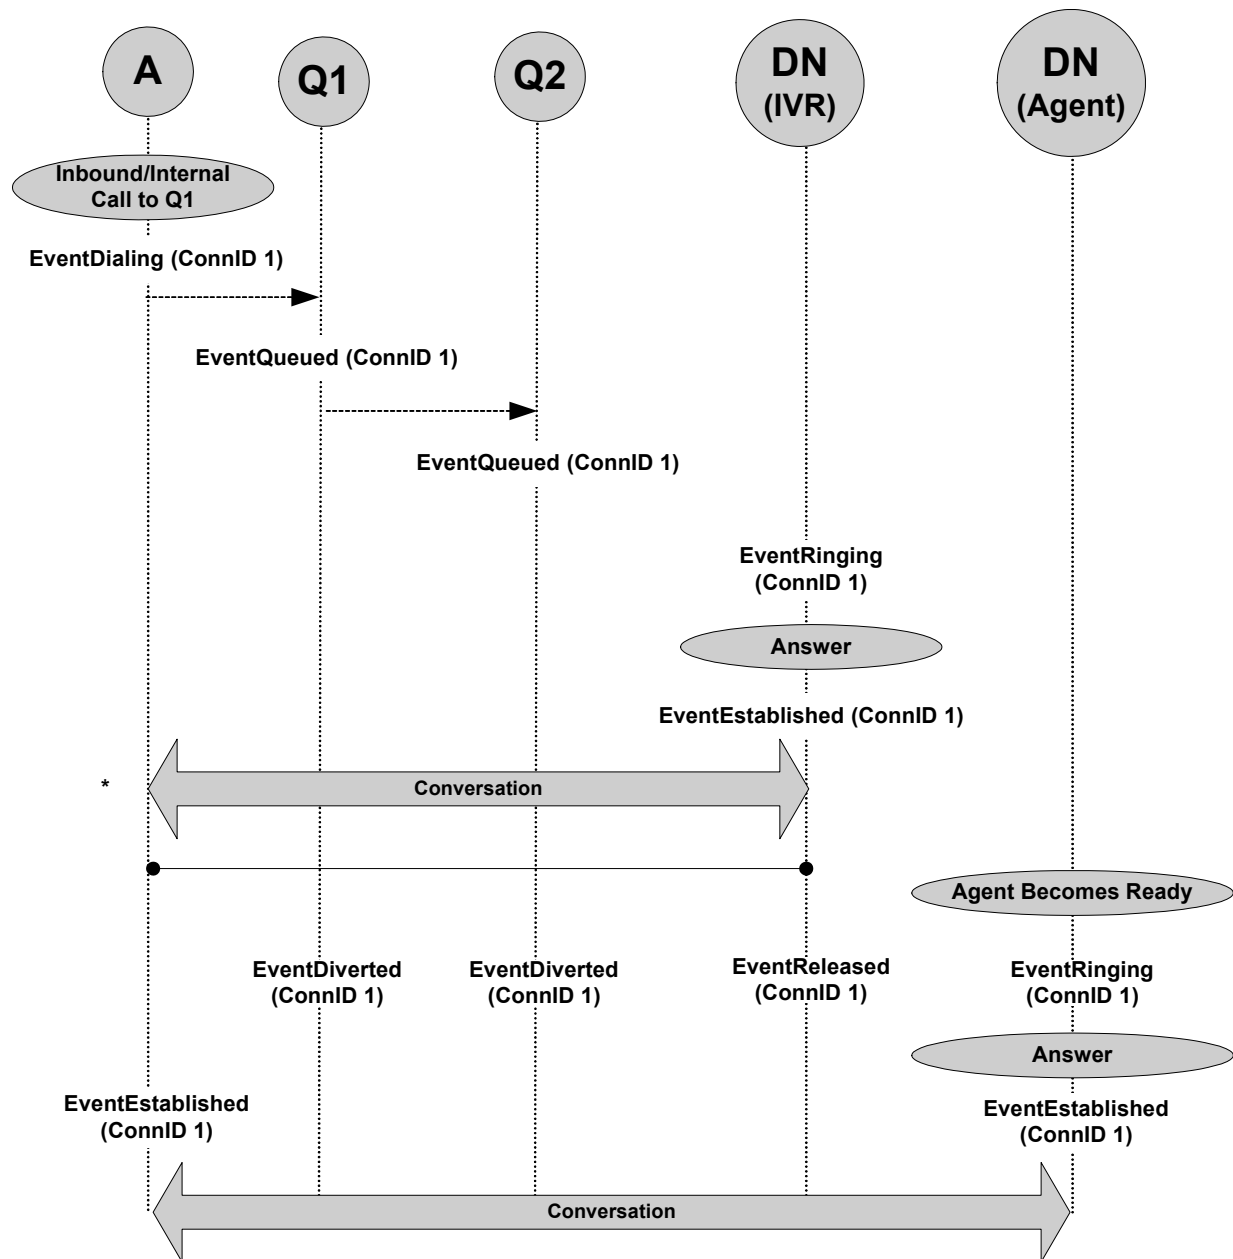 A
Q1
Q2
DN
(IVR)
DN
(Agent)
Inbound/Internal
Call to Q1
EventDialing (ConnID 1)
EventQueued (ConnID 1)
EventQueued (ConnID 1)
EventRinging
(ConnID 1)
Answer
EventEstablished (ConnID 1)
*
Conversation
Agent Becomes Ready
EventDiverted
(ConnID 1)
EventDiverted
(ConnID 1)
EventReleased
(ConnID 1)
EventRinging
(ConnID 1)
Answer
EventEstablished
(ConnID 1)
EventEstablished
(ConnID 1)
Conversation